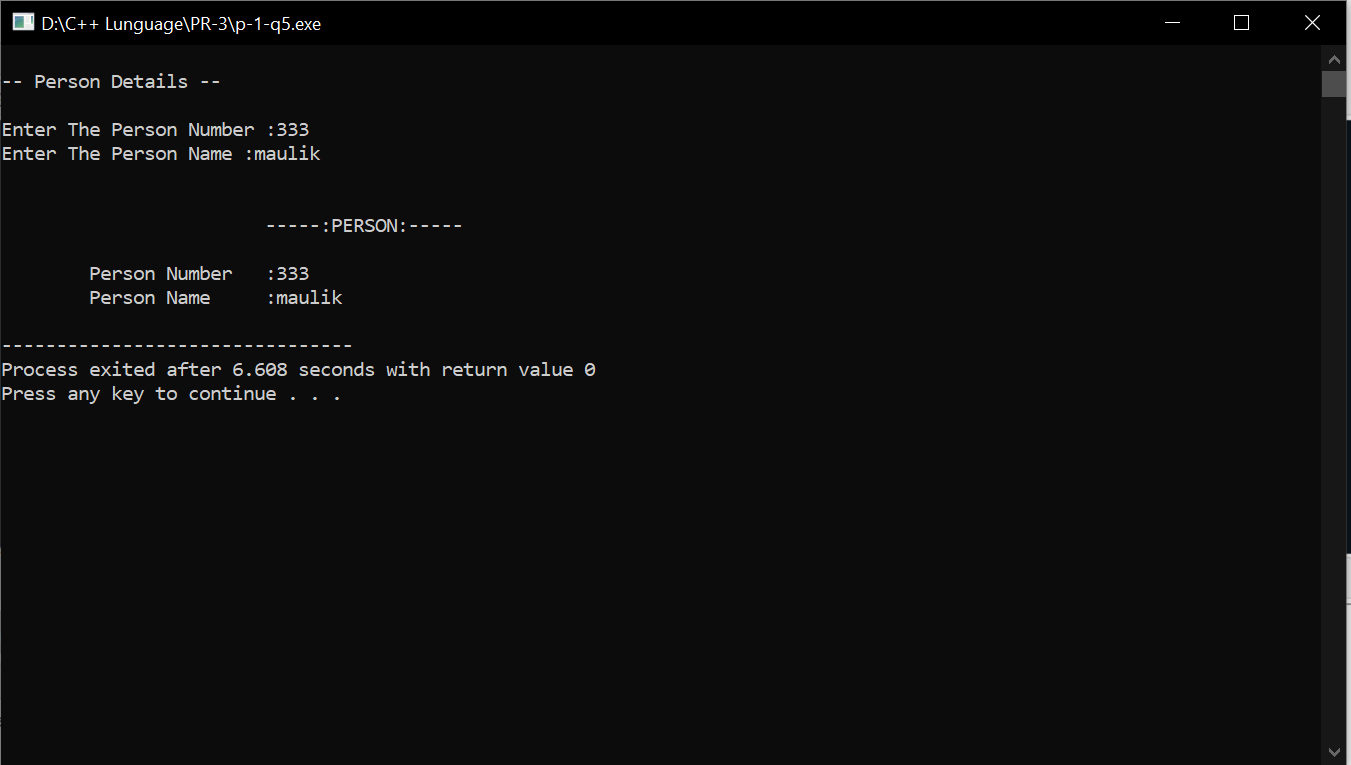 D:\C++ Lunguage\PR-3\p-1-q5.exe
-- Person Details --
Enter The Person Number :333
Enter The Person Name :maulik
-----:PERSON:-----
Person Number   :333
Person Name     :maulik
--------------------------------
Process exited after 6.608 seconds with return value 0
Press any key to continue . . .